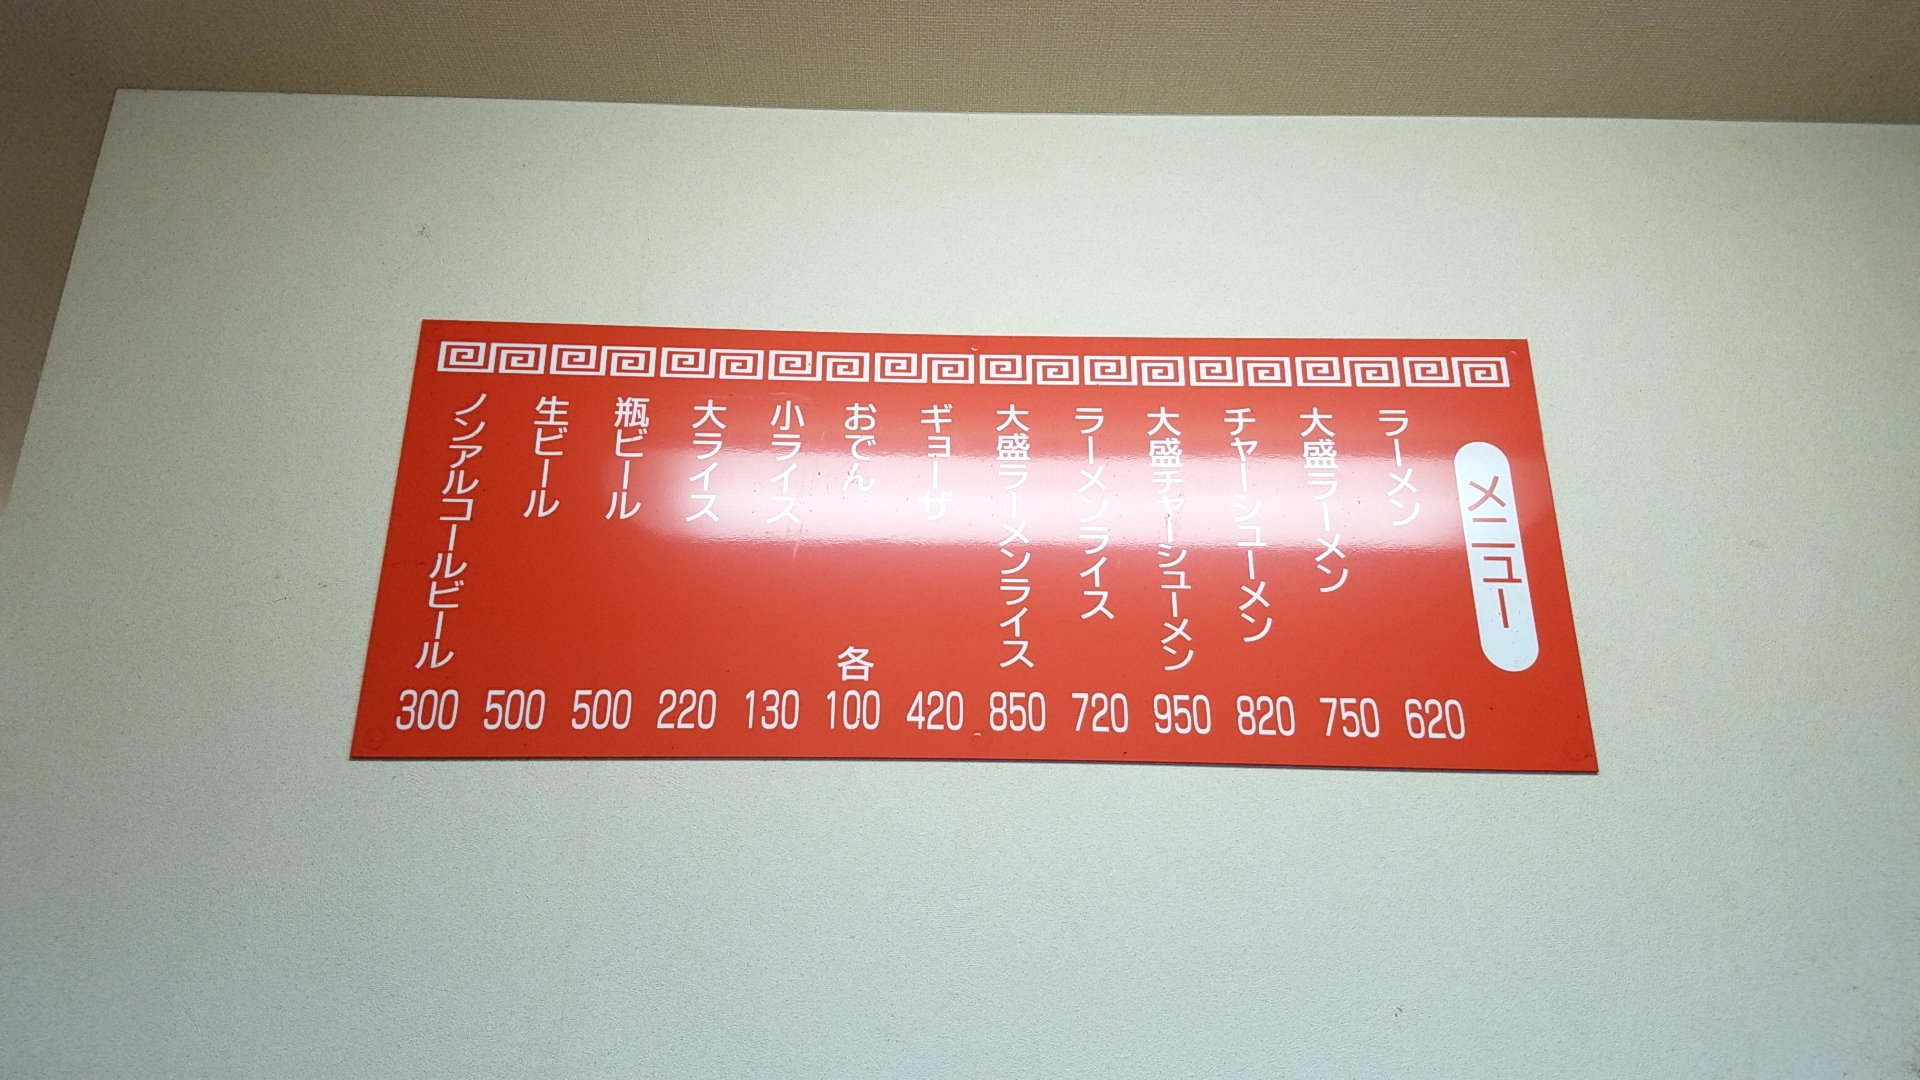 メニュー
ラーメン 620
大盛ラーメン 750
チャーシューメン 820
大盛チャーシューメン 950
ラーメンライス 720
大盛ラーメンライス 850
ギョーザ 420
おでん 各100
小ライス 130
大ライス 220
瓶ビール 500
生ビール 500
ノンアルコールビール 300